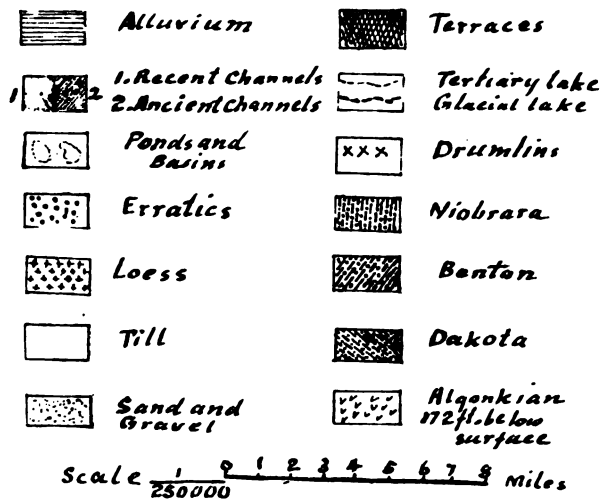 Alluvium
1 2 1. Recent Channels
2. Ancient Channels
Ponds and
Basins
Erratics
Loess
Till
Sand and
Gravel
Terraces
Tertiary lake
Glacial lake
Drumlins
Niobrara
Benton
Dakota
Algonkian
172 ft. below
surface
Scale 1/250000 0 1 2 3 4 5 6 7 8 Miles